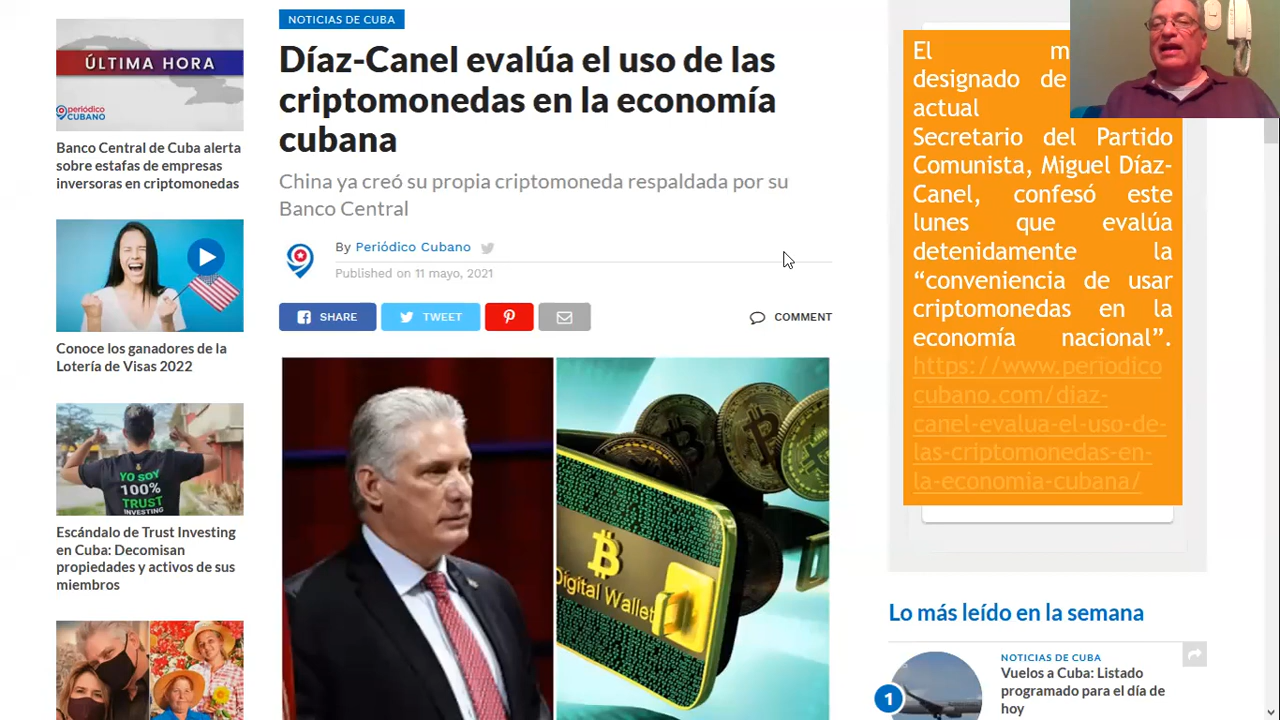 ÚLTIMA HORA
periódico
CUBANO
Banco Central de Cuba alerta
sobre estafas de empresas
inversoras en criptomonedas
Conoce los ganadores de la
Lotería de Visas 2022
YO SOY
100%
TRUST
INVESTING
Escándalo de Trust Investing
en Cuba: Decomisan
propiedades y activos de sus
miembros
NOTICIAS DE CUBA
Díaz-Canel evalúa el uso de las
criptomonedas en la economía
cubana
China ya creó su propia criptomoneda respaldada por su
Banco Central
By Periódico Cubano
Published on 11 mayo, 2021
SHARE
TWEET
COMMENT
Digital Wallet
El
designado de
actual
Secretario del Partido
Comunista, Miguel Díaz-
Canel, confesó este
lunes que evalúa
detenidamente la
“conveniencia de usar
criptomonedas en la
economía nacional”.
https://www.periodico
cubano.com/diaz-
canel-evalua-el-uso-de-
las-criptomonedas-en-
la-economia-cubana/
Lo más leído en la semana
1
NOTICIAS DE CUBA
Vuelos a Cuba: Listado
programado para el día de
hoy